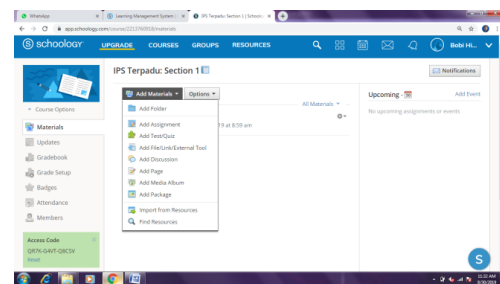 WhatsApp
Learning Management System |
IPS Terpadu: Section 1 | Schoolo
app.schoology.com/course/2213760918/materials
S schoology
UPGRADE COURSES GROUPS RESOURCES
Bobi Hi...
IPS Terpadu: Section 1
Notifications
Course Options
Materials
Updates
Gradebook
Grade Setup
Badges
Attendance
Members
Access Code
QR7K-G4VT-Q8CSV
Reset
Add Materials
Options
All Materials
Add Folder
Add Assignment
19 at 8:59 am
Add Test/Quiz
Add File/Link/External Tool
Add Discussion
Add Page
Add Media Album
Add Package
Import from Resources
Find Resources
Upcoming
Add Event
No upcoming assignments or events
S
11:32 AM